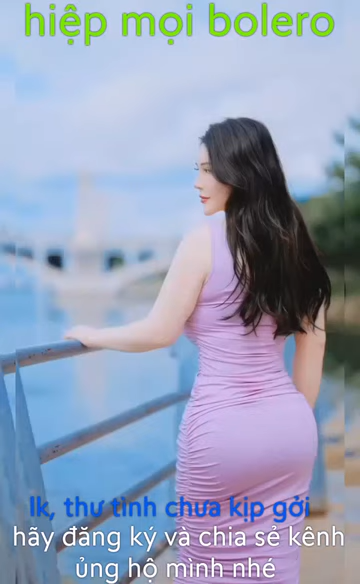 hiệp mọi bolero
lk, thư tình chưa kịp gởi
hãy đăng ký và chia sẻ kênh
ủng hộ mình nhé